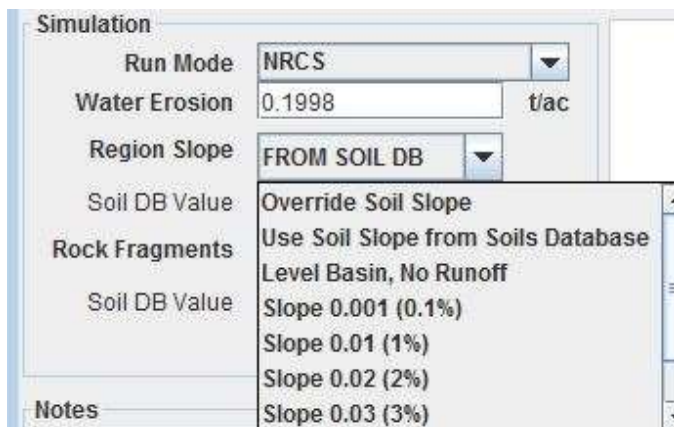 Simulation
Run Mode NRCS
Water Erosion 0.1998 t/ac
Region Slope FROM SOIL DB
Soil DB Value Override Soil Slope
Use Soil Slope from Soils Database
Rock Fragments
Level Basin, No Runoff
Soil DB Value Slope 0.001 (0.1%)
Slope 0.01 (1%)
Slope 0.02 (2%)
Notes Slope 0.03 (3%)